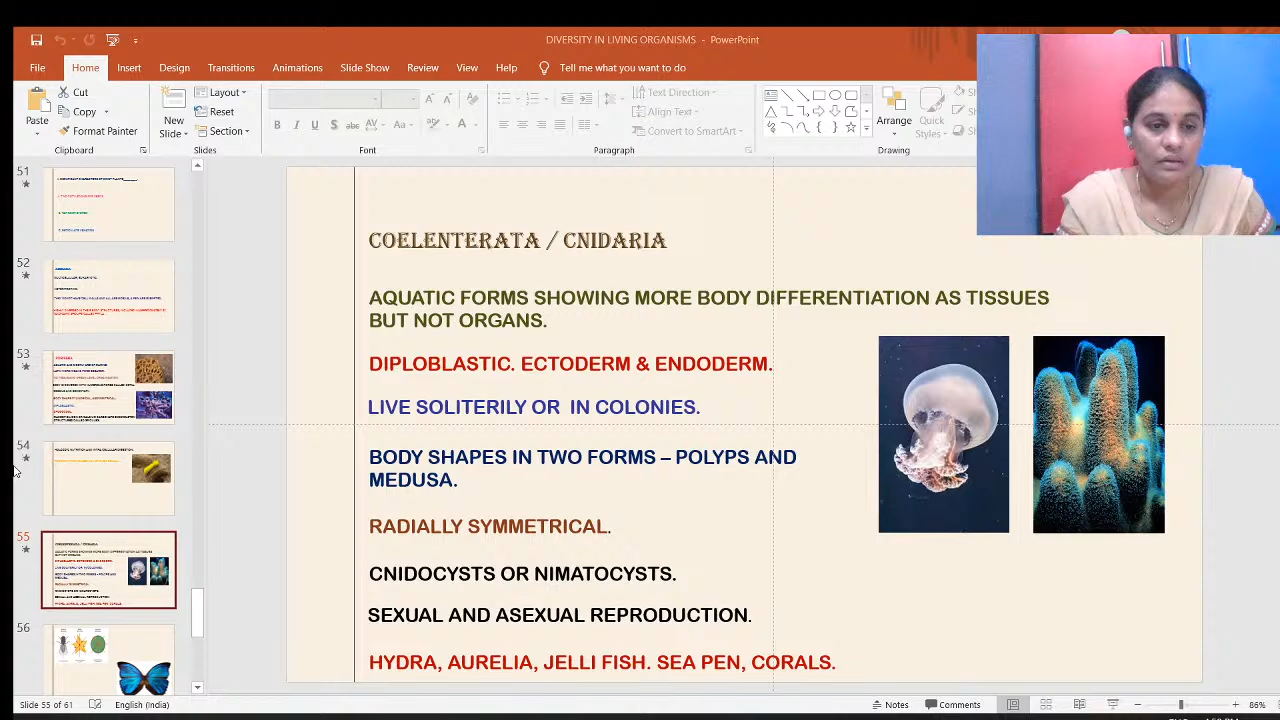 DIVERSITY IN LIVING ORGANISMS - PowerPoint
File Home Insert Design Transitions Animations Slide Show Review View Help Tell me what you want to do
Paste
Cut
Copy
Format Painter
Clipboard
New
Slide
Layout
Reset
Section
Slides
B I U S abc AV Aa A
Font
Text Direction
Align Text
Convert to SmartArt
Paragraph
Arrange
Quick
Styles
Drawing
51
52
53
54
55
56
COELENTERATA / CNIDARIA
AQUATIC FORMS SHOWING MORE BODY DIFFERENTIATION AS TISSUES
BUT NOT ORGANS.
DIPLOBLASTIC. ECTODERM & ENDODERM.
LIVE SOLITERILY OR IN COLONIES.
BODY SHAPES IN TWO FORMS – POLYPS AND
MEDUSA.
RADIALLY SYMMETRICAL.
CNIDOCYSTS OR NIMATOCYSTS.
SEXUAL AND ASEXUAL REPRODUCTION.
HYDRA, AURELIA, JELLI FISH. SEA PEN, CORALS.
Slide 55 of 61 English (India) Notes Comments 86%